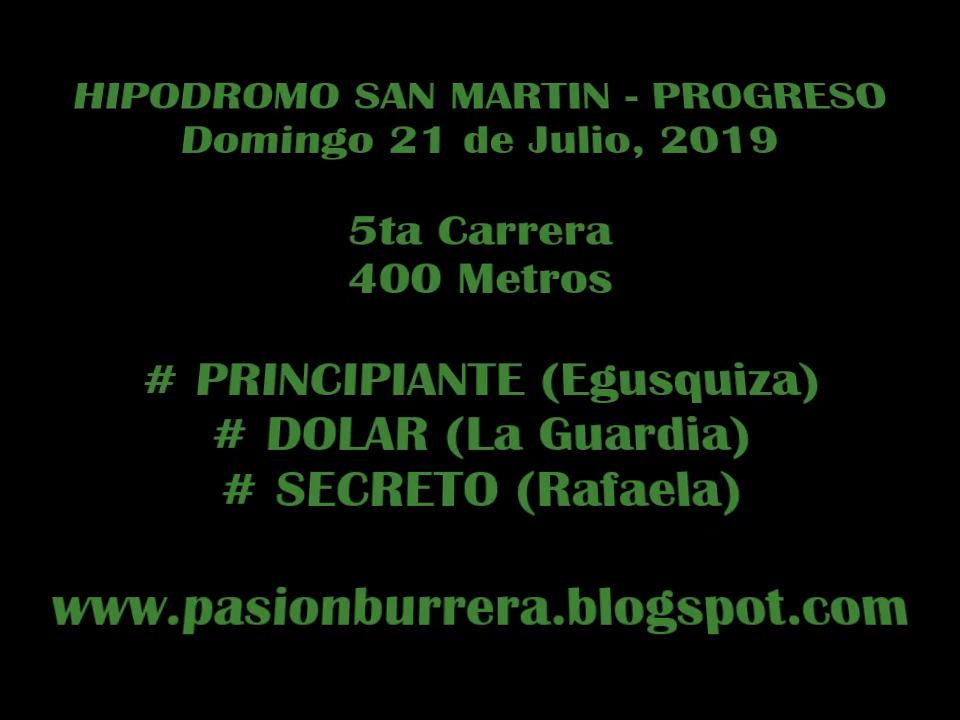 HIPODROMO SAN MARTIN - PROGRESO
Domingo 21 de Julio, 2019
5ta Carrera
400 Metros
# PRINCIPIANTE (Egusquiza)
# DOLAR (La Guardia)
# SECRETO (Rafaela)
www.pasionburrera.blogspot.com